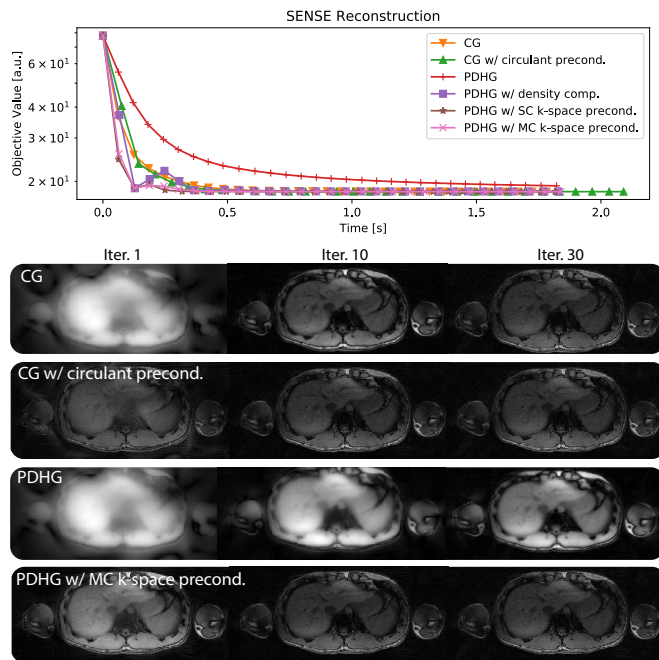 SENSE Reconstruction
Objective Value [a.u.]
6 × 10¹
4 × 10¹
3 × 10¹
2 × 10¹
CG
CG w/ circulant precond.
PDHG
PDHG w/ density comp.
PDHG w/ SC k-space precond.
PDHG w/ MC k-space precond.
0.0 0.5 1.0 1.5 2.0
Time [s]
Iter. 1 Iter. 10 Iter. 30
CG
CG w/ circulant precond.
PDHG
PDHG w/ MC k-space precond.